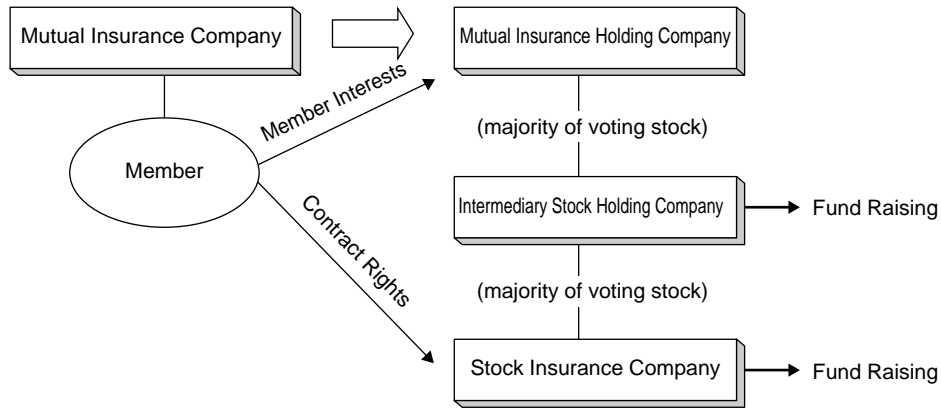 Mutual Insurance Company
Mutual Insurance Holding Company
Member Interests
(majority of voting stock)
Member
Intermediary Stock Holding Company
Fund Raising
Contract Rights
(majority of voting stock)
Stock Insurance Company
Fund Raising